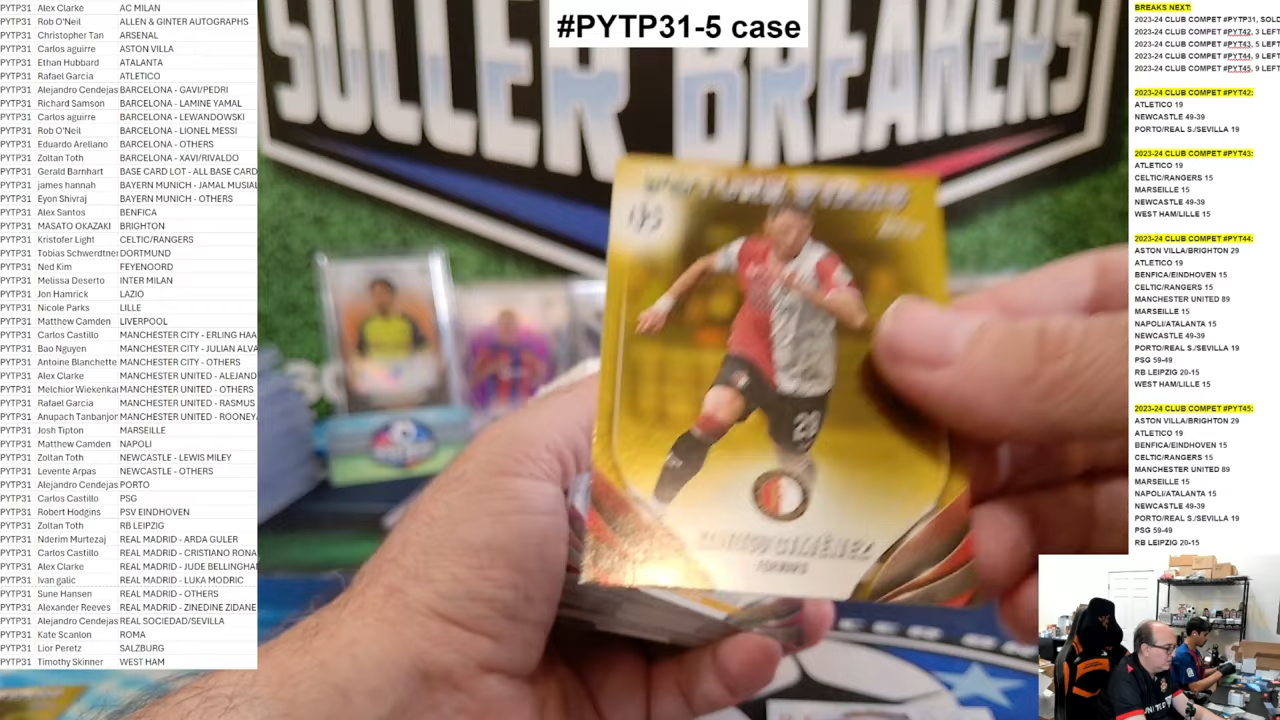 #PYTP31-5 case
SOCCER BREAKERS
PYTP31 Alex Clarke AC MILAN
PYTP31 Rob O'Neil ALLEN & GINTER AUTOGRAPHS
PYTP31 Christopher Tan ARSENAL
PYTP31 Carlos aguirre ASTON VILLA
PYTP31 Ethan Hubbard ATALANTA
PYTP31 Rafael Garcia ATLETICO
PYTP31 Alejandro Cendejas BARCELONA - GAVI/PEDRI
PYTP31 Richard Samson BARCELONA - LAMINE YAMAL
PYTP31 Carlos aguirre BARCELONA - LEWANDOWSKI
PYTP31 Rob O'Neil BARCELONA - LIONEL MESSI
PYTP31 Eduardo Arellano BARCELONA - OTHERS
PYTP31 Zoltan Toth BARCELONA - XAVI/RIVALDO
PYTP31 Gerald Barnhart BASE CARD LOT - ALL BASE CARD
PYTP31 james hannah BAYERN MUNICH - JAMAL MUSIAL
PYTP31 Eyon Shivraj BAYERN MUNICH - OTHERS
PYTP31 Alex Santos BENFICA
PYTP31 MASATO OKAZAKI BRIGHTON
PYTP31 Kristofer Light CELTIC/RANGERS
PYTP31 Tobias Schwerdtner DORTMUND
PYTP31 Ned Kim FEYENOORD
PYTP31 Melissa Deserto INTER MILAN
PYTP31 Jon Hamrick LAZIO
PYTP31 Nicole Parks LILLE
PYTP31 Matthew Camden LIVERPOOL
PYTP31 Carlos Castillo MANCHESTER CITY - ERLING HAA
PYTP31 Bao Nguyen MANCHESTER CITY - JULIAN ALVA
PYTP31 Antoine Blanchette MANCHESTER CITY - OTHERS
PYTP31 Alex Clarke MANCHESTER UNITED - ALEJAND
PYTP31 Melchior Wiekenkar MANCHESTER UNITED - OTHERS
PYTP31 Rafael Garcia MANCHESTER UNITED - RASMUS
PYTP31 Anupach Tanbanjor MANCHESTER UNITED - ROONEY
PYTP31 Josh Tipton MARSEILLE
PYTP31 Matthew Camden NAPOLI
PYTP31 Zoltan Toth NEWCASTLE - LEWIS MILEY
PYTP31 Levente Arpas NEWCASTLE - OTHERS
PYTP31 Alejandro Cendejas PORTO
PYTP31 Carlos Castillo PSG
PYTP31 Robert Hodgins PSV EINDHOVEN
PYTP31 Zoltan Toth RB LEIPZIG
PYTP31 Nderim Murtezaj REAL MADRID - ARDA GULER
PYTP31 Carlos Castillo REAL MADRID - CRISTIANO RONA
PYTP31 Alex Clarke REAL MADRID - JUDE BELLINGHA
PYTP31 Ivan galic REAL MADRID - LUKA MODRIC
PYTP31 Sune Hansen REAL MADRID - OTHERS
PYTP31 Alexander Reeves REAL MADRID - ZINEDINE ZIDANE
PYTP31 Alejandro Cendejas REAL SOCIEDAD/SEVILLA
PYTP31 Kate Scanlon ROMA
PYTP31 Lior Peretz SALZBURG
PYTP31 Timothy Skinner WEST HAM
29
BREAKS NEXT:
2023-24 CLUB COMPET #PYTP31, SOLD
2023-24 CLUB COMPET #PYT42, 3 LEFT
2023-24 CLUB COMPET #PYT43, 5 LEFT
2023-24 CLUB COMPET #PYT44, 9 LEFT
2023-24 CLUB COMPET #PYT45, 9 LEFT
2023-24 CLUB COMPET #PYT42:
ATLETICO 19
NEWCASTLE 49-39
PORTO/REAL S./SEVILLA 19
2023-24 CLUB COMPET #PYT43:
ATLETICO 19
CELTIC/RANGERS 15
MARSEILLE 15
NEWCASTLE 49-39
WEST HAM/LILLE 15
2023-24 CLUB COMPET #PYT44:
ASTON VILLA/BRIGHTON 29
ATLETICO 19
BENFICA/EINDHOVEN 15
CELTIC/RANGERS 15
MANCHESTER UNITED 89
MARSEILLE 15
NAPOLI/ATALANTA 15
NEWCASTLE 49-39
PORTO/REAL S./SEVILLA 19
PSG 59-49
RB LEIPZIG 20-15
WEST HAM/LILLE 15
2023-24 CLUB COMPET #PYT45:
ASTON VILLA/BRIGHTON 29
ATLETICO 19
BENFICA/EINDHOVEN 15
CELTIC/RANGERS 15
MANCHESTER UNITED 89
MARSEILLE 15
NAPOLI/ATALANTA 15
NEWCASTLE 49-39
PORTO/REAL S./SEVILLA 19
PSG 59-49
RB LEIPZIG 20-15